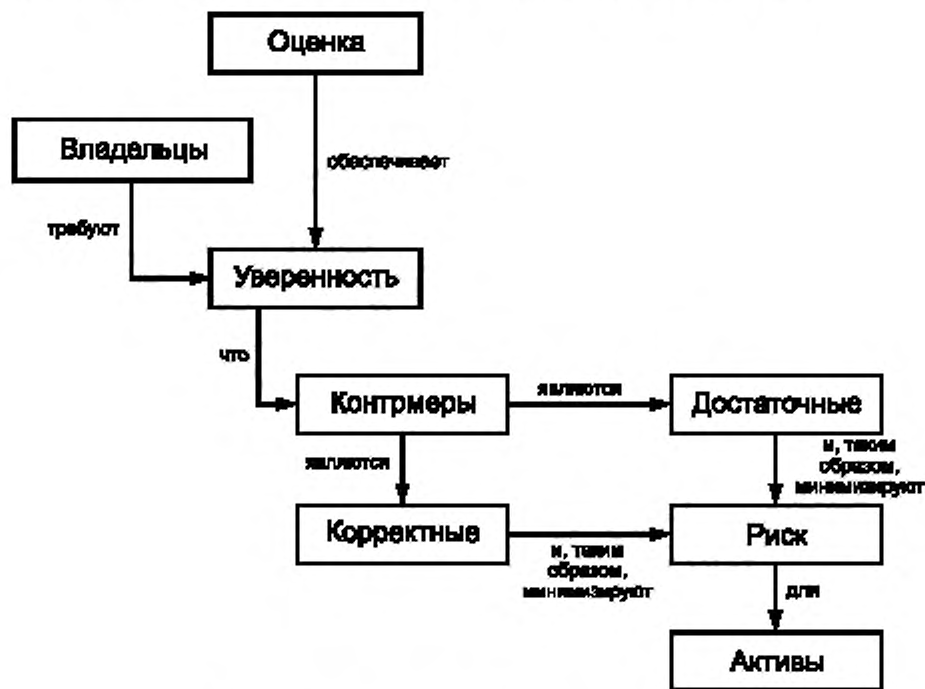 Оценка
Владельцы
обеспечивает
требуют
Уверенность
что
Контрмеры
являются
Достаточные
являются
и, таким
образом,
минимизируют
Корректные
и, таким
образом,
минимизируют
Риск
для
Активы